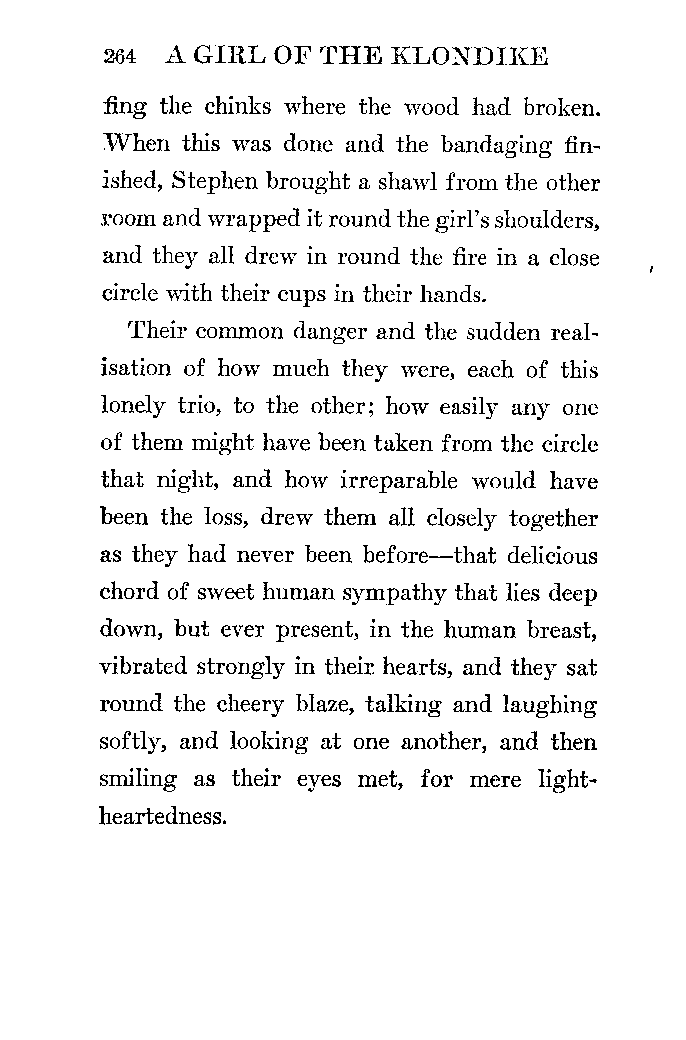 264 A GIRL OF THE KLONDIKE
fing the chinks where the wood had broken.
When this was done and the bandaging fin-
ished, Stephen brought a shawl from the other
room and wrapped it round the girl's shoulders,
and they all drew in round the fire in a close
circle with their cups in their hands.
Their common danger and the sudden real-
isation of how much they were, each of this
lonely trio, to the other; how easily any one
of them might have been taken from the circle
that night, and how irreparable would have
been the loss, drew them all closely together
as they had never been before—that delicious
chord of sweet human sympathy that lies deep
down, but ever present, in the human breast,
vibrated strongly in their hearts, and they sat
round the cheery blaze, talking and laughing
softly, and looking at one another, and then
smiling as their eyes met, for mere light-
heartedness.